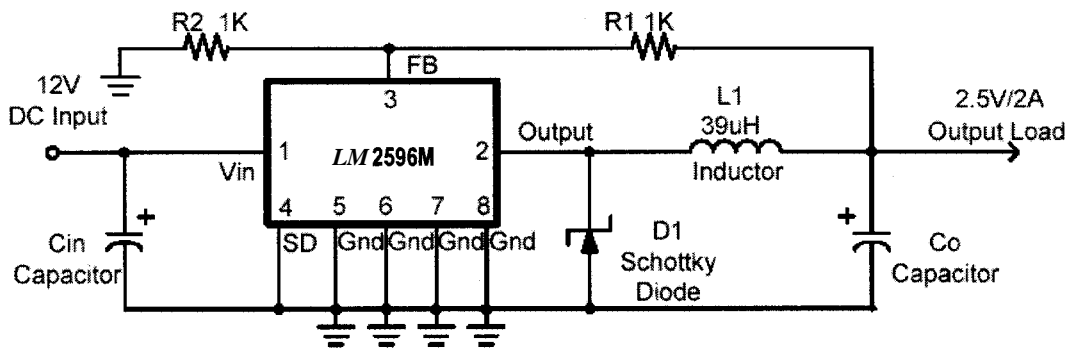 R2 1K
R1 1K
FB
3
12V
DC Input
L1
39uH
Inductor
2.5V/2A
Output Load
Output
1
LM2596M
2
Vin
4 5 6 7 8
SD Gnd Gnd Gnd Gnd
+
Cin
Capacitor
D1
Schottky
Diode
+
Co
Capacitor